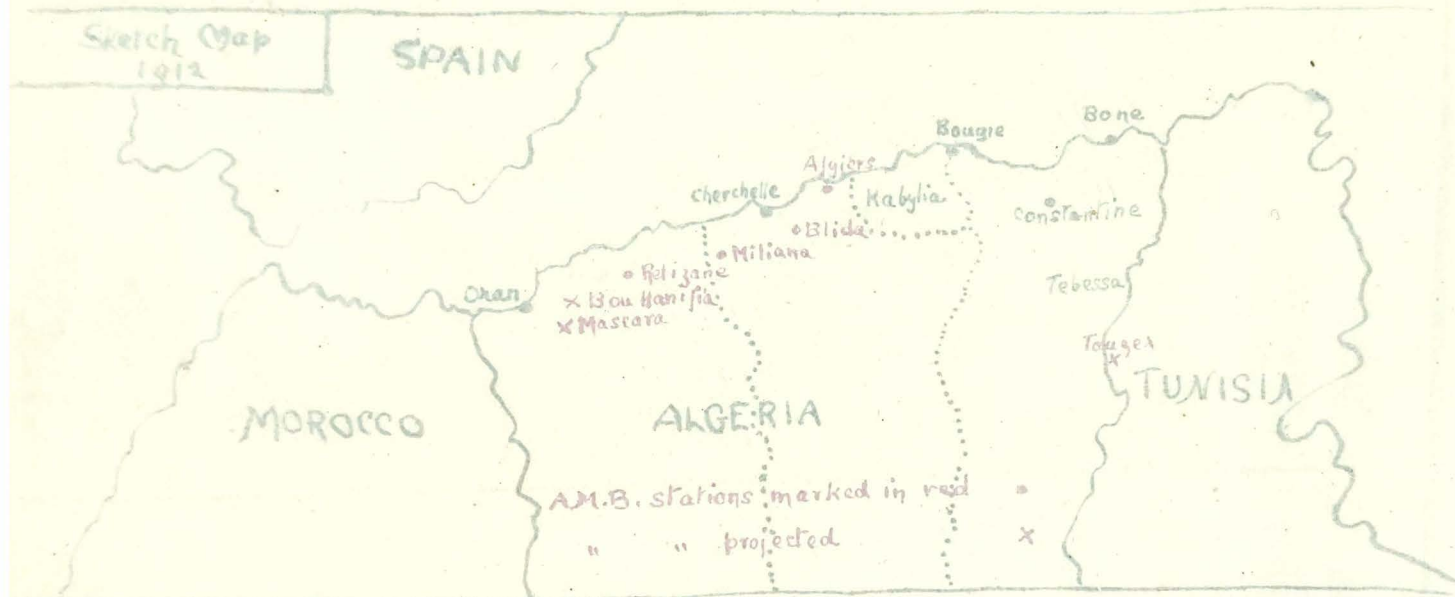 Sketch Map
1912
SPAIN
Bone
Bougie
Algiers
Cherchelle
Kabylia
Constantine
Blida
Miliana
Relizane
Tebessa
Oran
Bou Hanifia
Mascara
MOROCCO
ALGERIA
TUNISIA
A.M.B. stations marked in red
" " projected